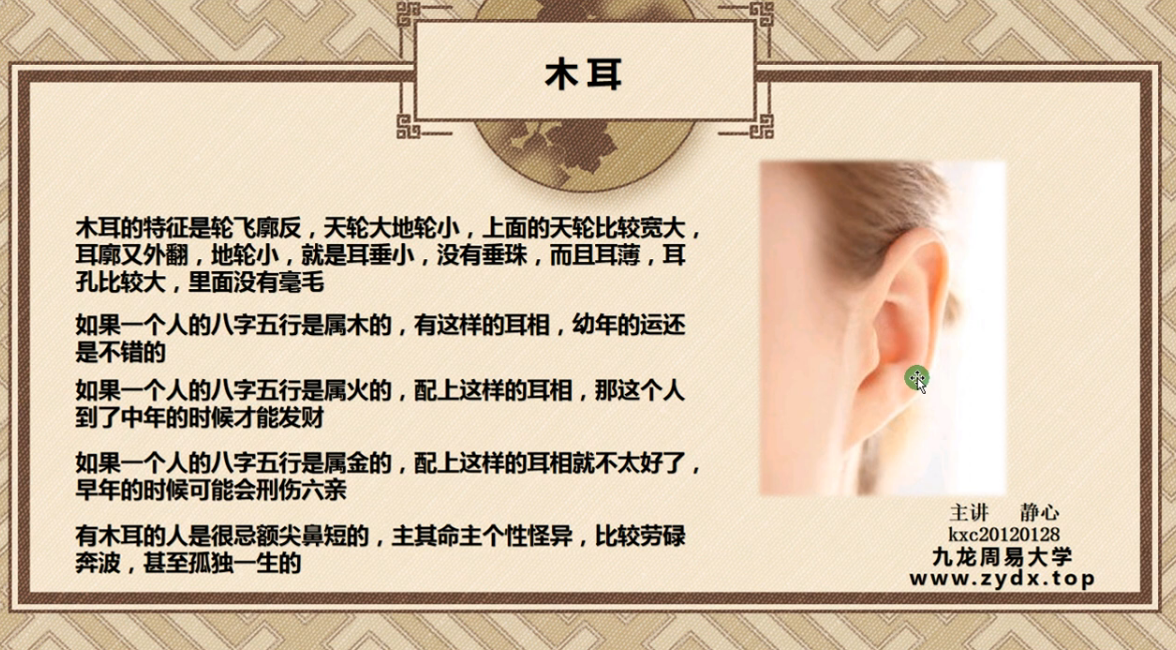 木耳
木耳的特征是轮飞廓反，天轮大地轮小，上面的天轮比较宽大，
耳廓又外翻，地轮小，就是耳垂小，没有垂珠，而且耳薄，耳
孔比较大，里面没有毫毛
如果一个人的八字五行是属木的，有这样的耳相，幼年的运还
是不错的
如果一个人的八字五行是属火的，配上这样的耳相，那这个人
到了中年的时候才能发财
如果一个人的八字五行是属金的，配上这样的耳相就不太好了，
早年的时候可能会刑伤六亲
有木耳的人是很忌额尖鼻短的，主其命主个性怪异，比较劳碌
奔波，甚至孤独一生的
主讲 静心
kxc20120128
九龙周易大学
www.zydx.top